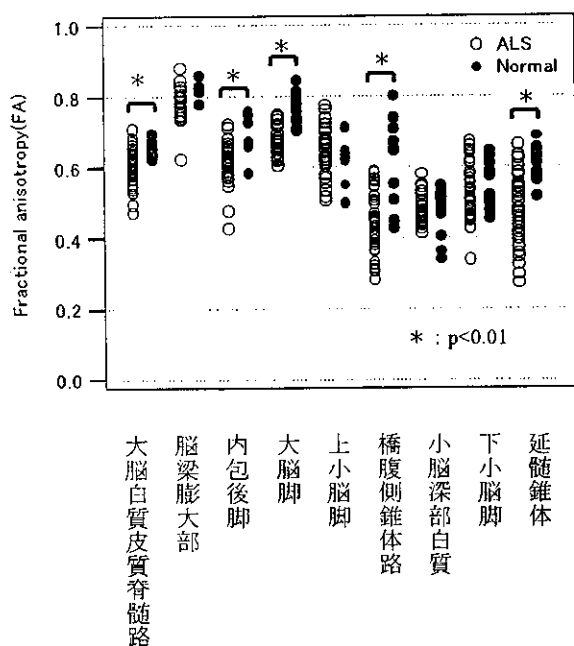 1.0
0.8
0.6
0.4
0.2
0.0
Fractional anisotropy(FA)
○ ALS
● Normal
*
*
*
*
*
* : p<0.01
大脳白質皮質脊髄路
脳梁膨大部
内包後脚
大脳脚
上小脳脚
橋腹側錐体路
小脳深部白質
下小脳脚
延髄錐体